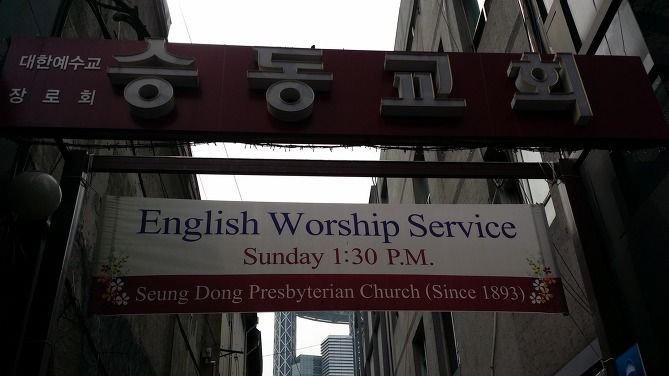 대한예수교
장로회
승동교회
English Worship Service
Sunday 1:30 P.M.
Seung Dong Presbyterian Church (Since 1893)